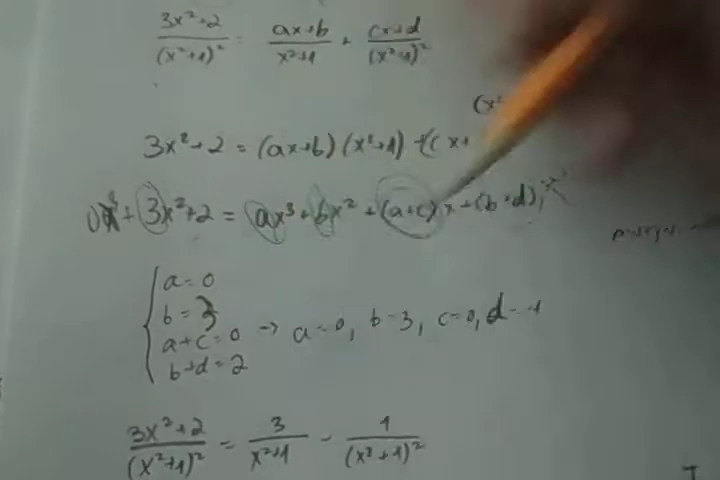 3x²+2 / (x²+1)² = ax+b / x²+1 + cx+d / (x²+1)²
(x²
3x²+2 = (ax+b)(x²+1) + (cx+
0x³ + 3x²+2 = ax³ + bx² + (a+c)x + (b+d)
a=0
b=3
a+c=0 → a=0, b=3, c=0, d=-1
b+d=2
3x²+2 / (x²+1)² = 3 / x²+1 - 1 / (x²+1)²